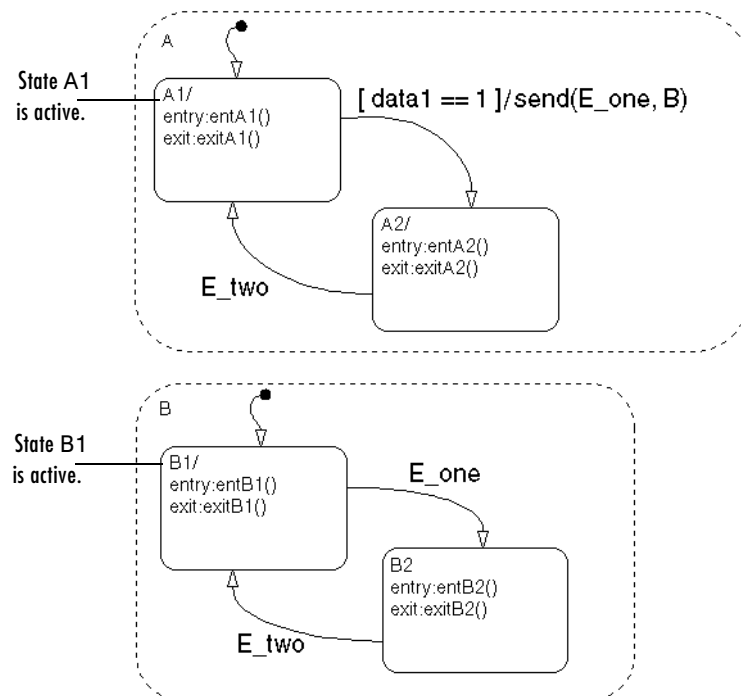 A
State A1
is active.
A1/
entry:entA1()
exit:exitA1()
[ data1 == 1 ]/send(E_one, B)
A2/
entry:entA2()
exit:exitA2()
E_two
B
State B1
is active.
B1/
entry:entB1()
exit:exitB1()
E_one
B2
entry:entB2()
exit:exitB2()
E_two